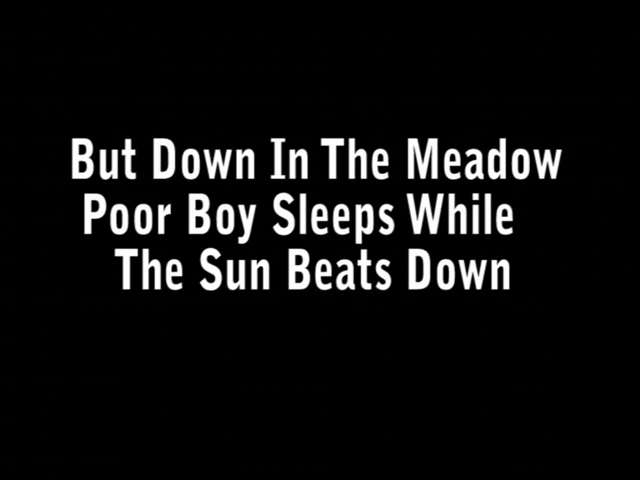 But Down In The Meadow
Poor Boy Sleeps While
The Sun Beats Down